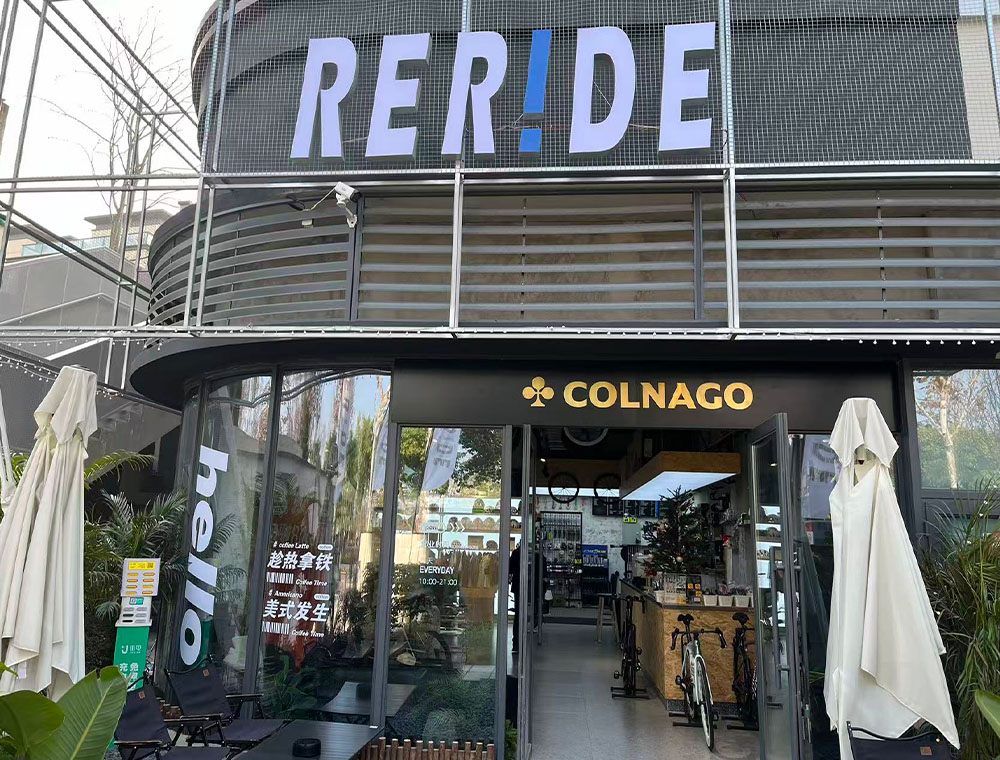 RER!DE
COLNAGO
hello
# coffee Latte
趁热拿铁
Coffee Time
# Americano
美式发生
Coffee Time
EVERYDAY
10:00-21:00